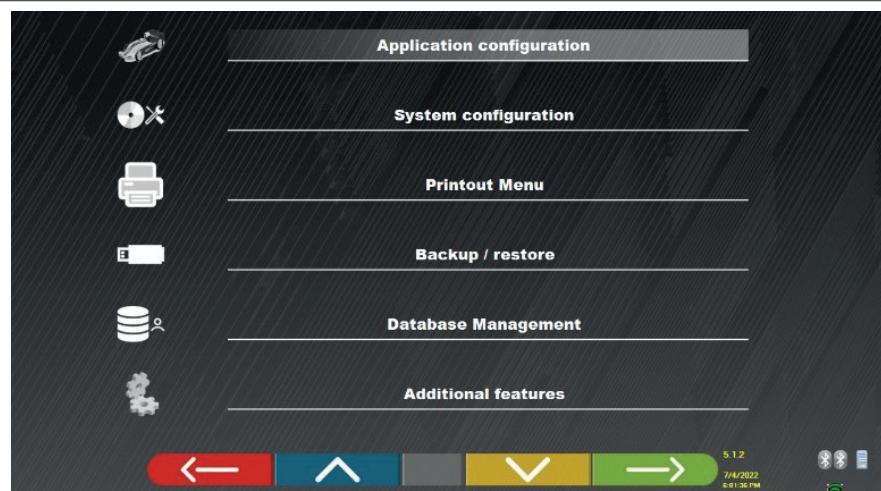 Application configuration
System configuration
Printout Menu
Backup / restore
Database Management
Additional features
5.1.2
7/4/2022